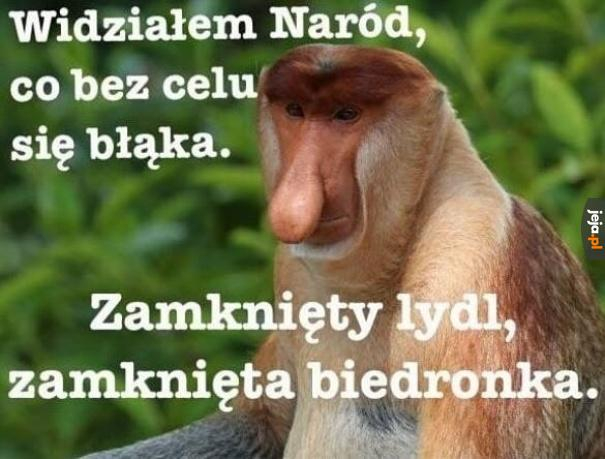 Widziałem Naród,
co bez celu
się błąka.
jeja.pl
Zamknięty lydl,
zamknięta biedronka.